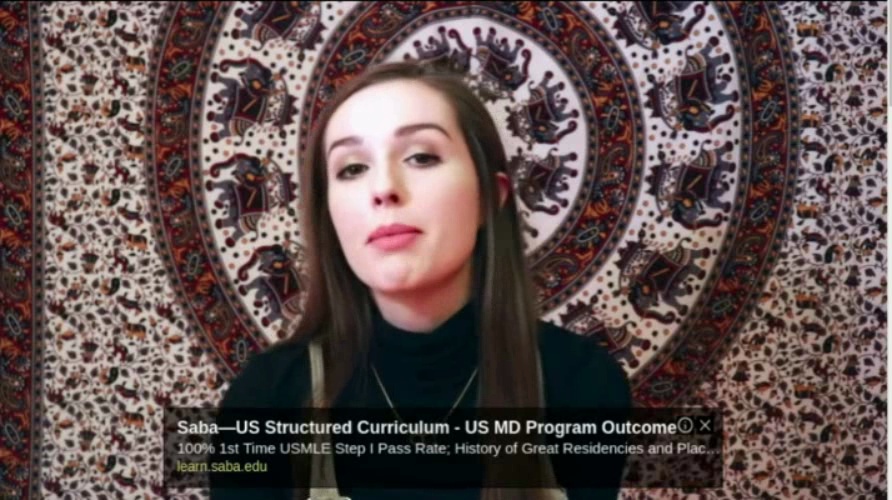 Saba—US Structured Curriculum - US MD Program Outcome
100% 1st Time USMLE Step I Pass Rate; History of Great Residencies and Plac...
learn.saba.edu